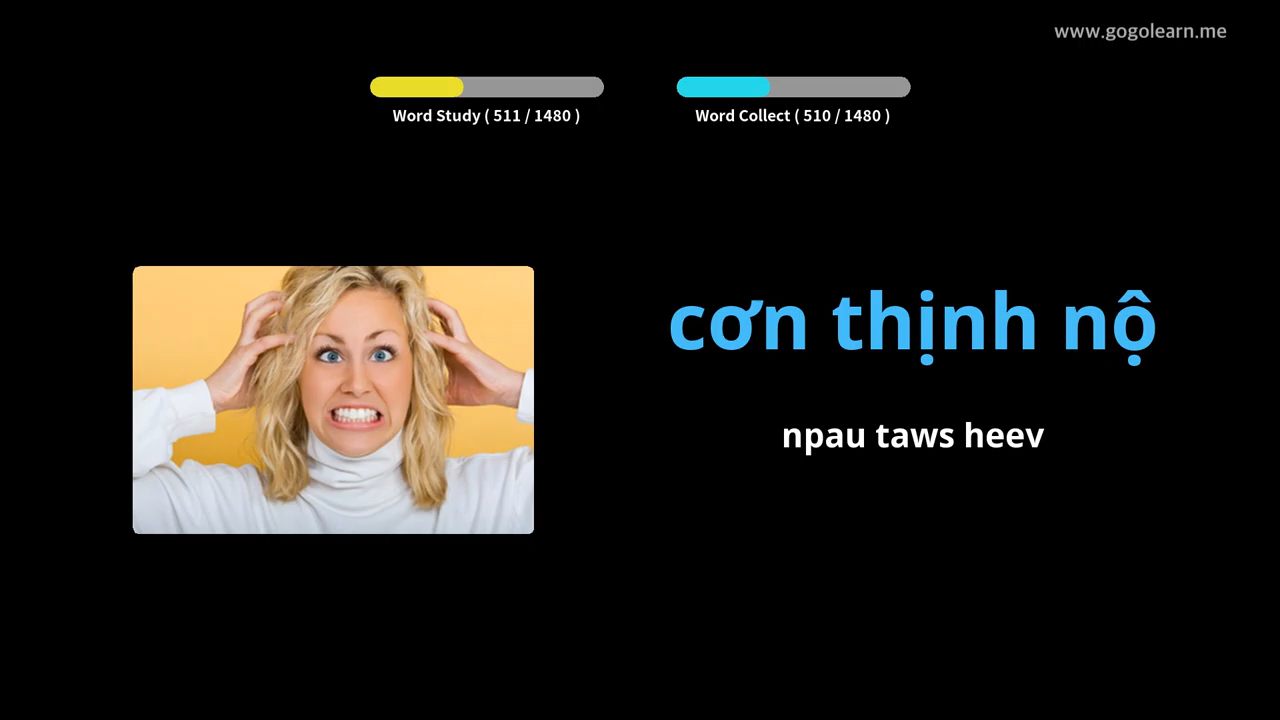 www.gogolearn.me
Word Study ( 511 / 1480 )
Word Collect ( 510 / 1480 )
cơn thịnh nộ
npau taws heev